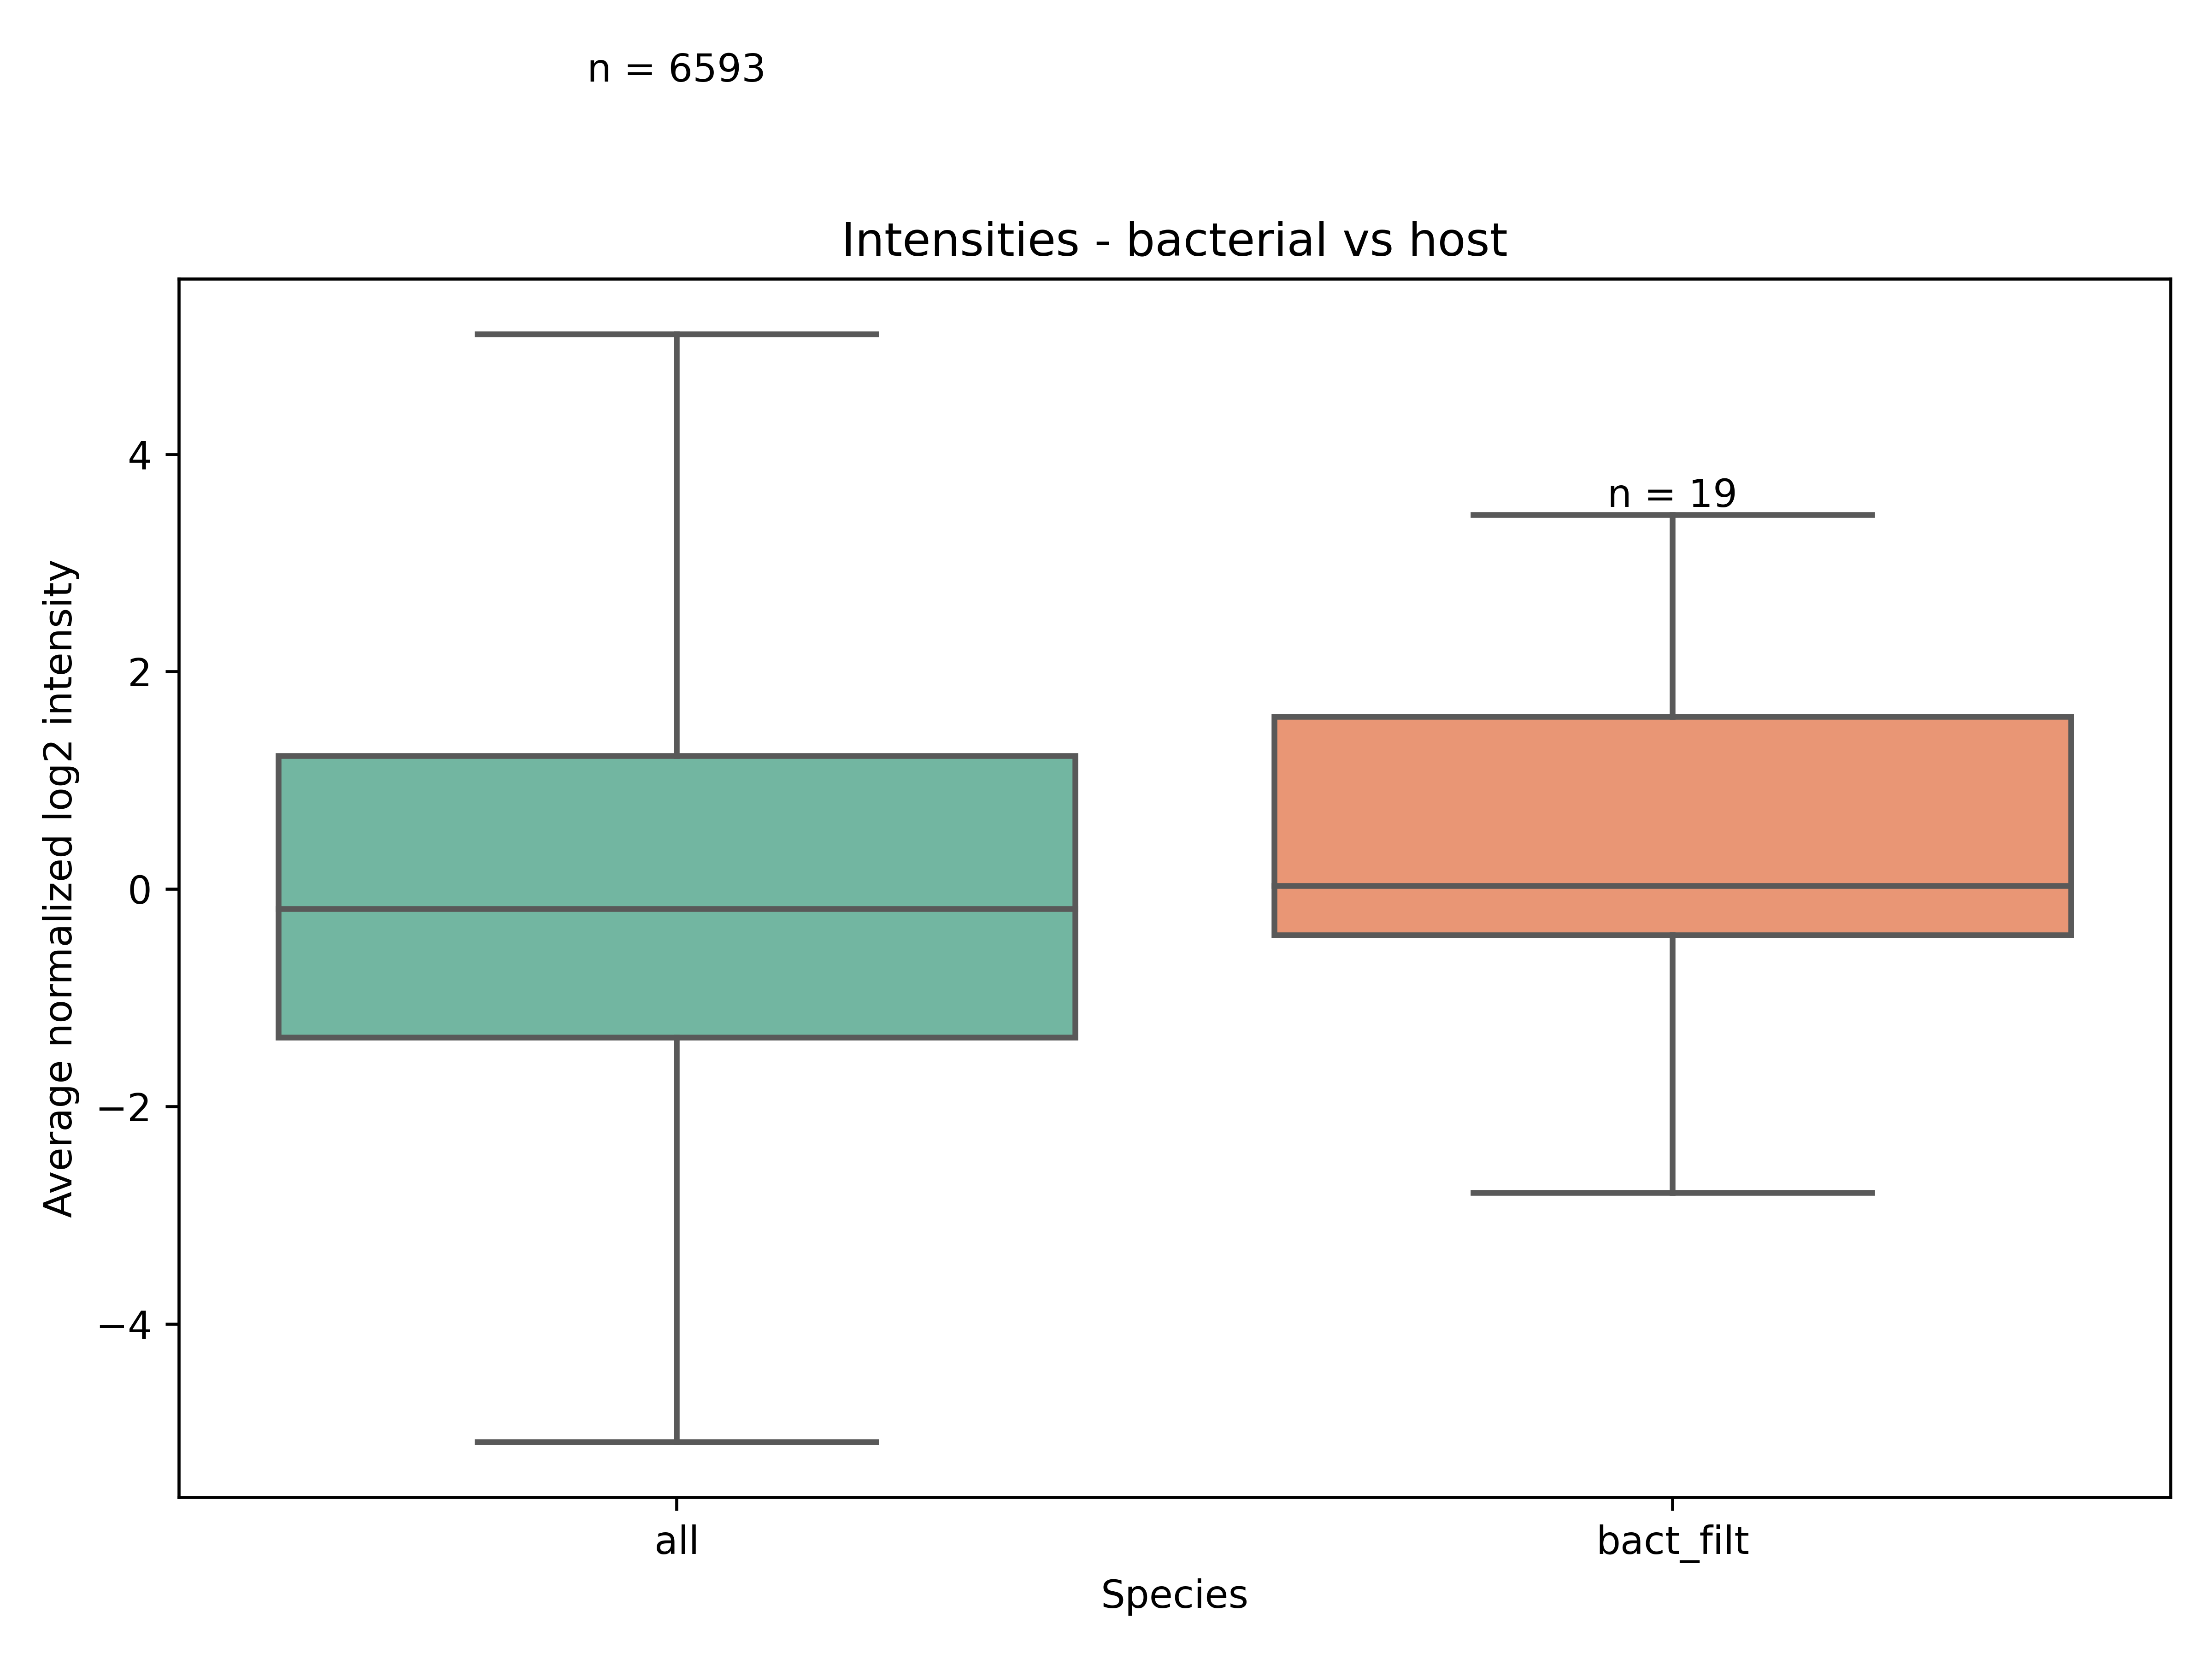 n = 6593
Intensities - bacterial vs host
Average normalized log2 intensity
4
2
0
−2
−4
n = 19
all
bact_filt
Species